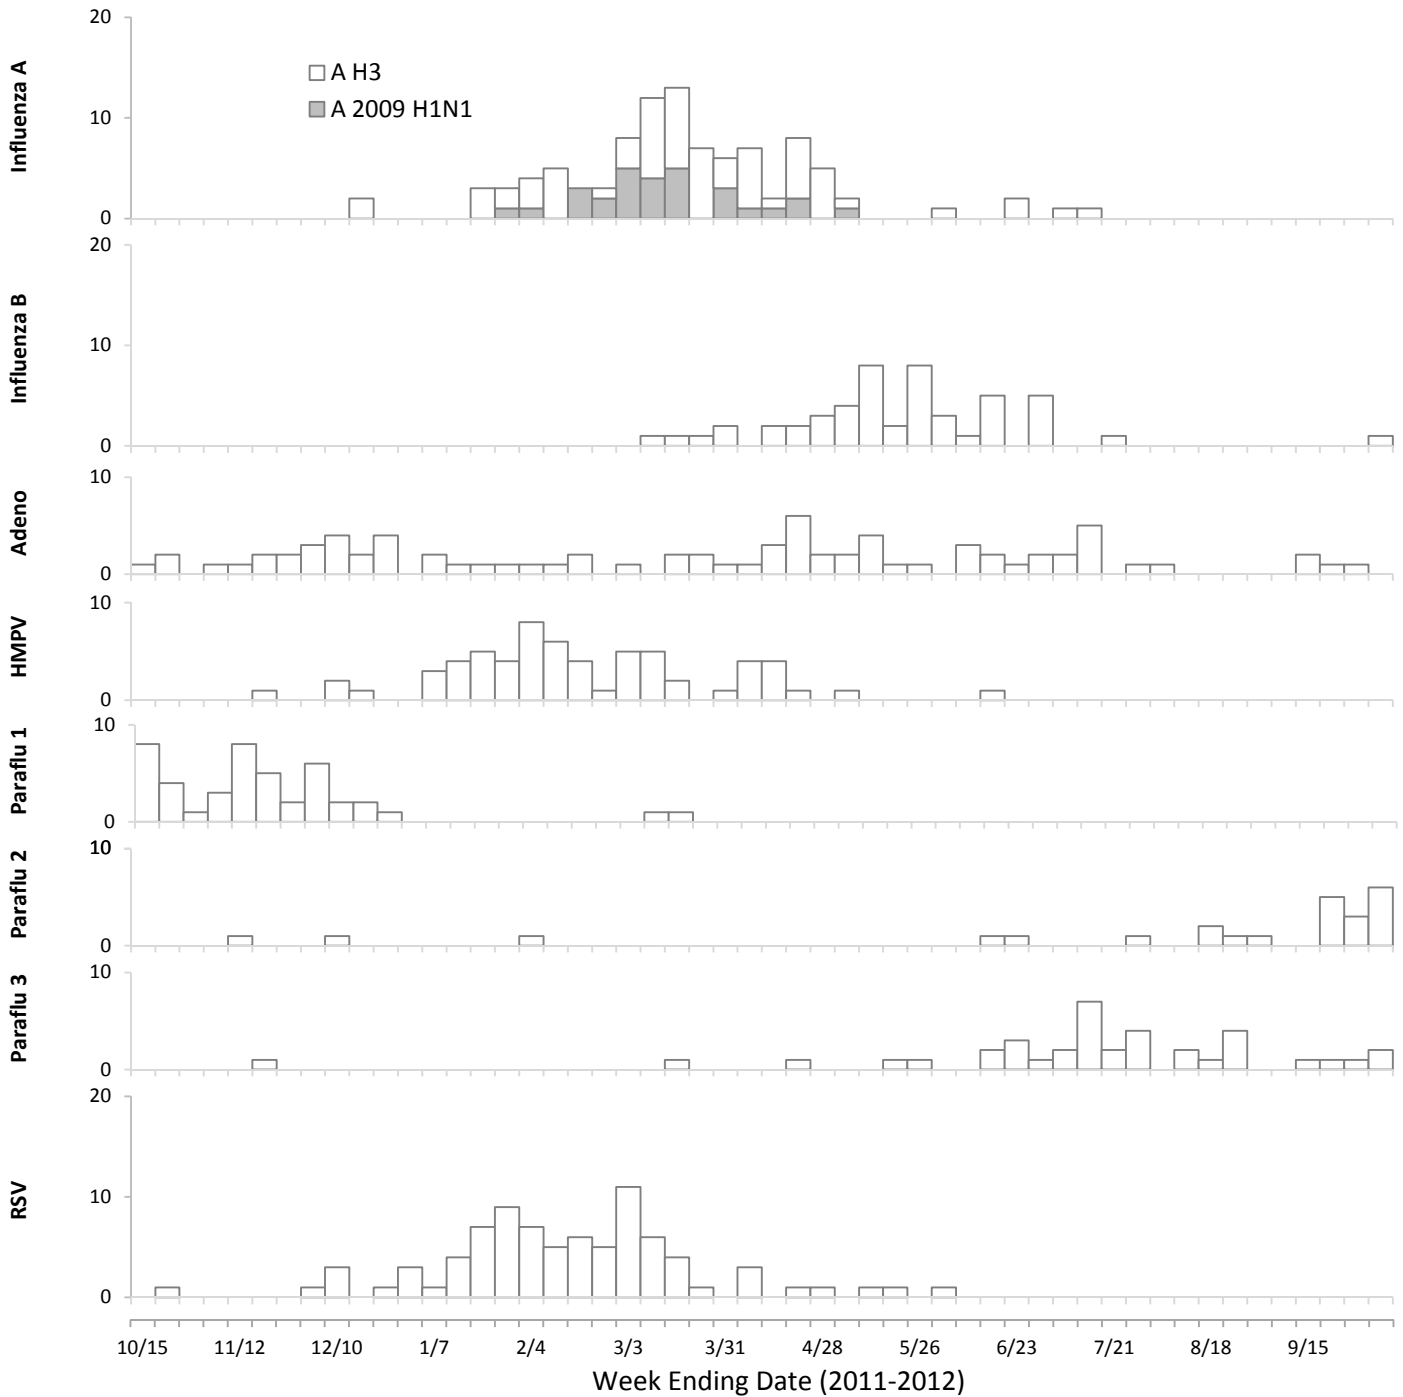 Influenza A
20
10
0
A H3
A 2009 H1N1
Influenza B
20
10
0
Adeno
10
0
HMPV
10
0
Paraflu 1
10
0
Paraflu 2
10
0
Paraflu 3
10
0
RSV
20
10
0
10/15 11/12 12/10 1/7 2/4 3/3 3/31 4/28 5/26 6/23 7/21 8/18 9/15
Week Ending Date (2011-2012)